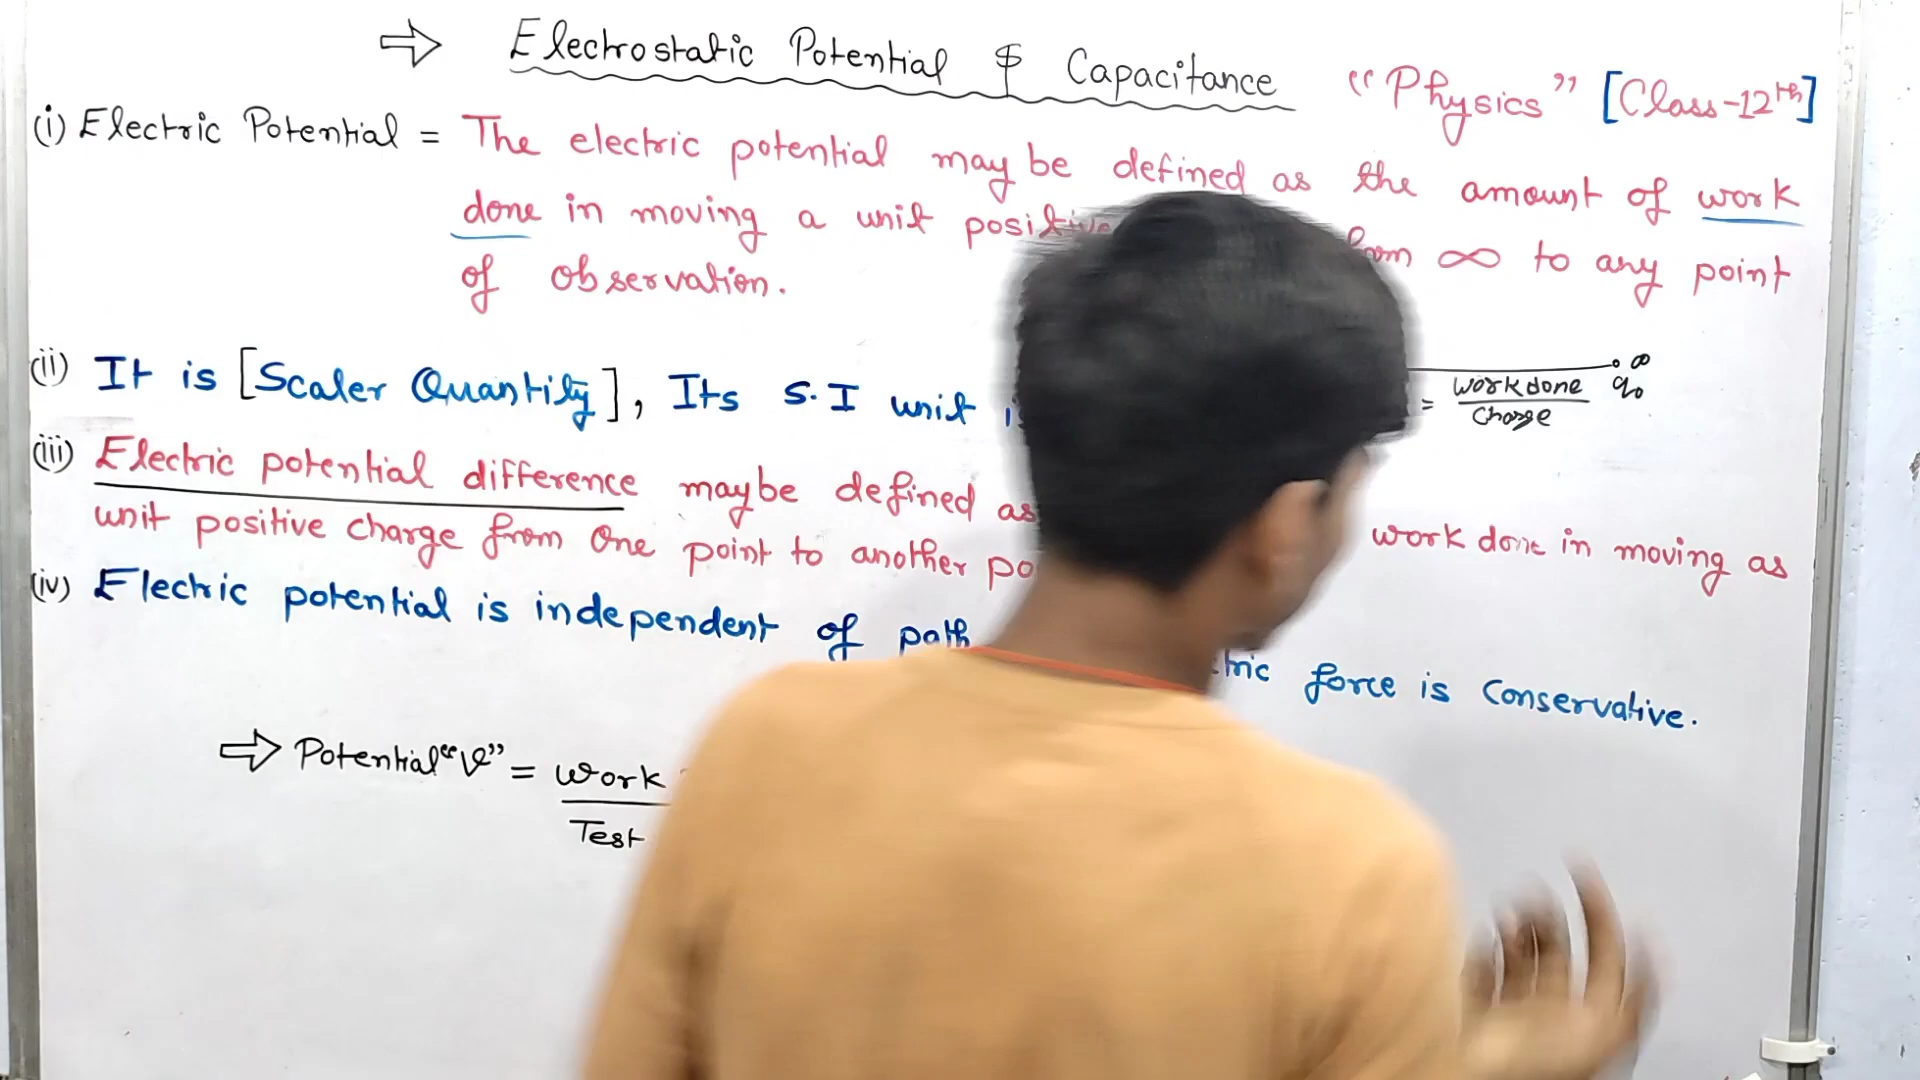 ⇒ Electrostatic Potential & Capacitance "Physics" [Class-12th]
(i) Electric Potential = The electric potential may be defined as the amount of work
done in moving a unit positive from ∞ to any point
of observation.
∞
(ii) It is [Scaler Quantity], Its S.I unit = work done / Charge q₀
(iii) Electric potential difference maybe defined as work done in moving as
unit positive charge from one point to another
(iv) Electric potential is independent of path force is conservative.
⇒ Potential "V" = work
Test